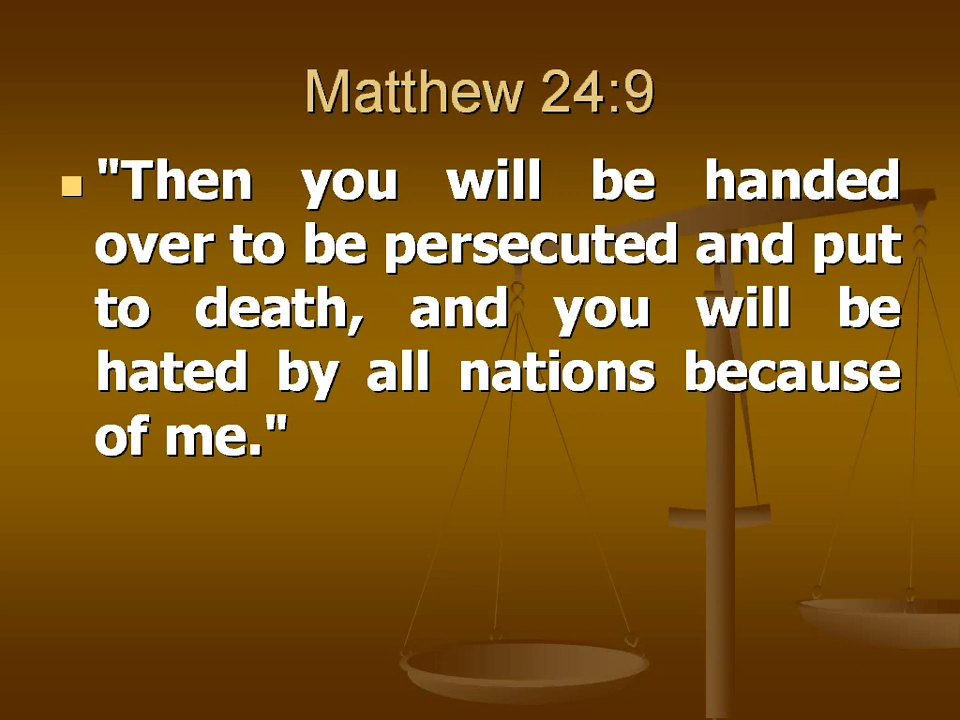 Matthew 24:9
"Then you will be handed
over to be persecuted and put
to death, and you will be
hated by all nations because
of me."